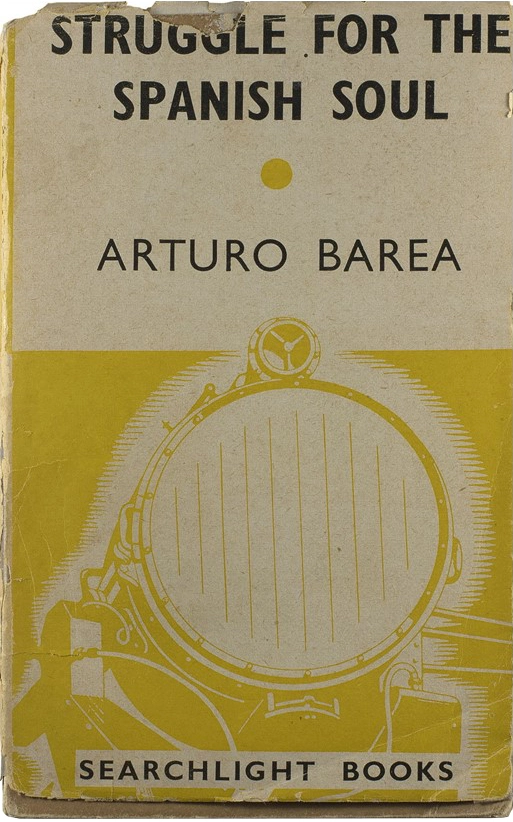 STRUGGLE FOR THE
SPANISH SOUL
ARTURO BAREA
SEARCHLIGHT BOOKS